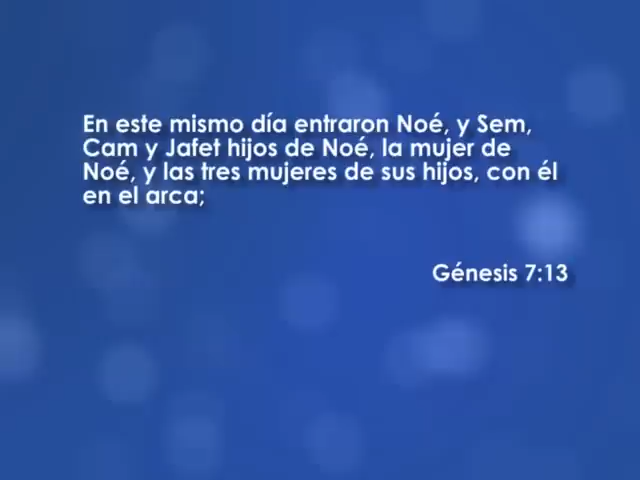 En este mismo día entraron Noé, y Sem,
Cam y Jafet hijos de Noé, la mujer de
Noé, y las tres mujeres de sus hijos, con él
en el arca;
Génesis 7:13